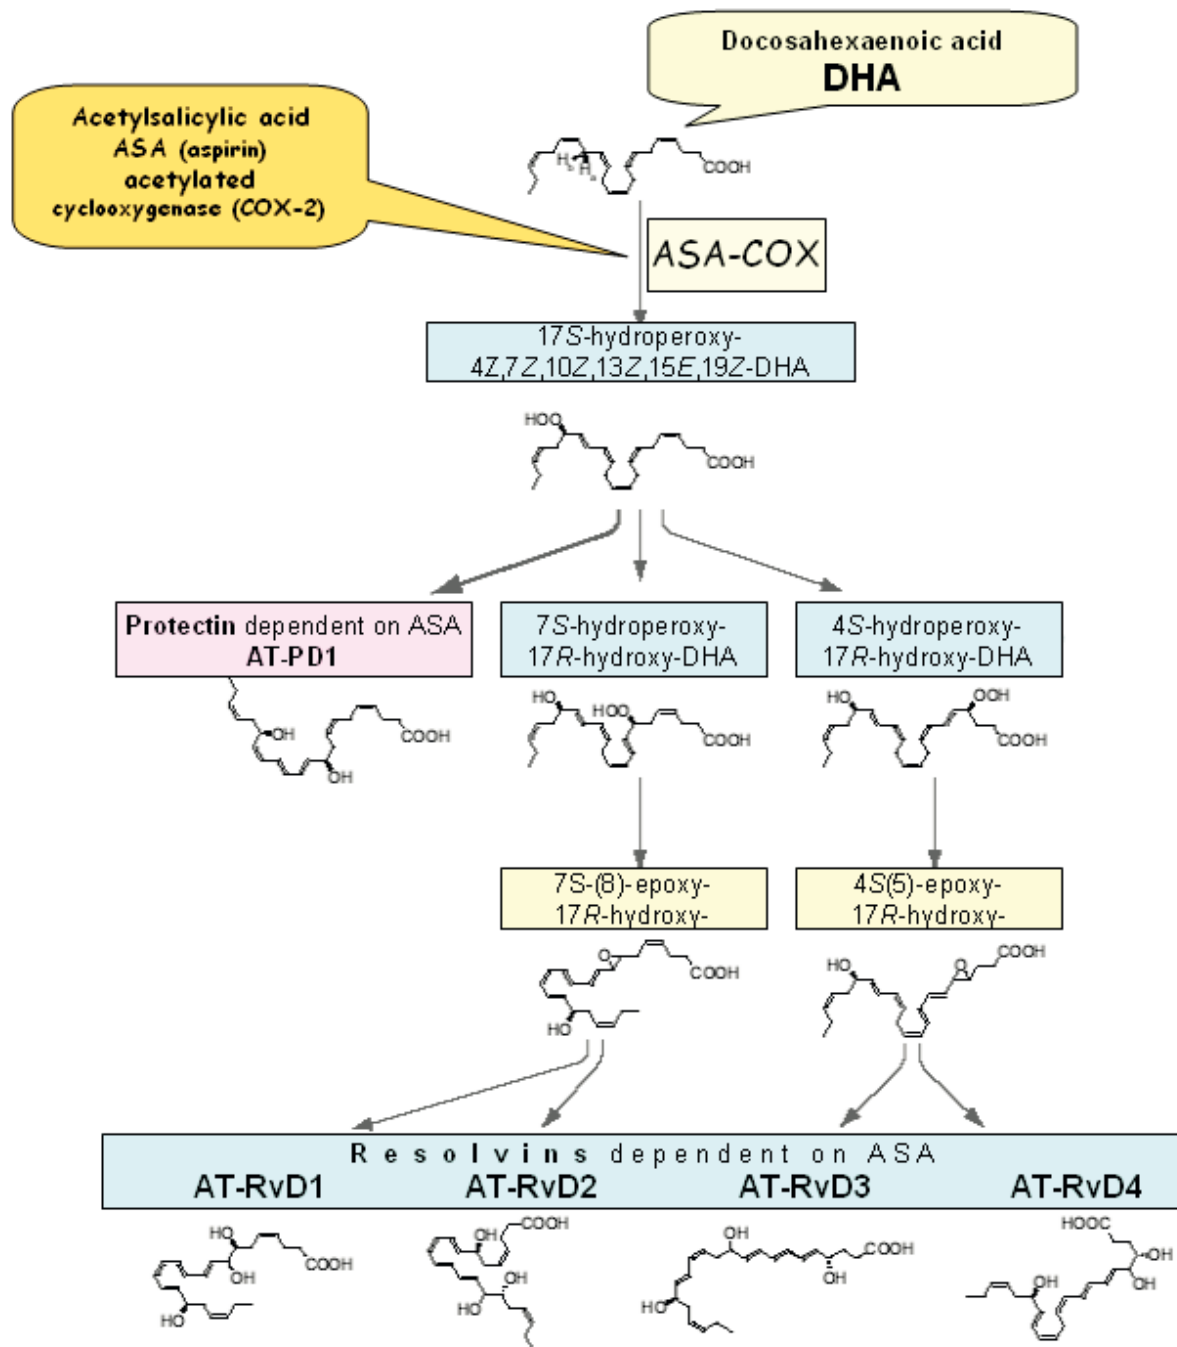 Docosahexaenoic acid
DHA
Acetylsalicylic acid
ASA (aspirin)
acetylated
cyclooxygenase (COX-2)
H
b
H
a
COOH
ASA-COX
17S-hydroperoxy-
4Z,7Z,10Z,13Z,15E,19Z-DHA
HOO
COOH
Protectin dependent on ASA
AT-PD1
7S-hydroperoxy-
17R-hydroxy-DHA
4S-hydroperoxy-
17R-hydroxy-DHA
OH
COOH
OH
HO
HOO
COOH
HO
OOH
COOH
7S-(8)-epoxy-
17R-hydroxy-
4S(5)-epoxy-
17R-hydroxy-
O
COOH
HO
HO
O
COOH
Resolvins dependent on ASA
AT-RvD1 AT-RvD2 AT-RvD3 AT-RvD4
HO
OH
COOH
HO
OH
COOH
OH
HO
OH
COOH
OH
HO
HOOC
OH
OH
OH